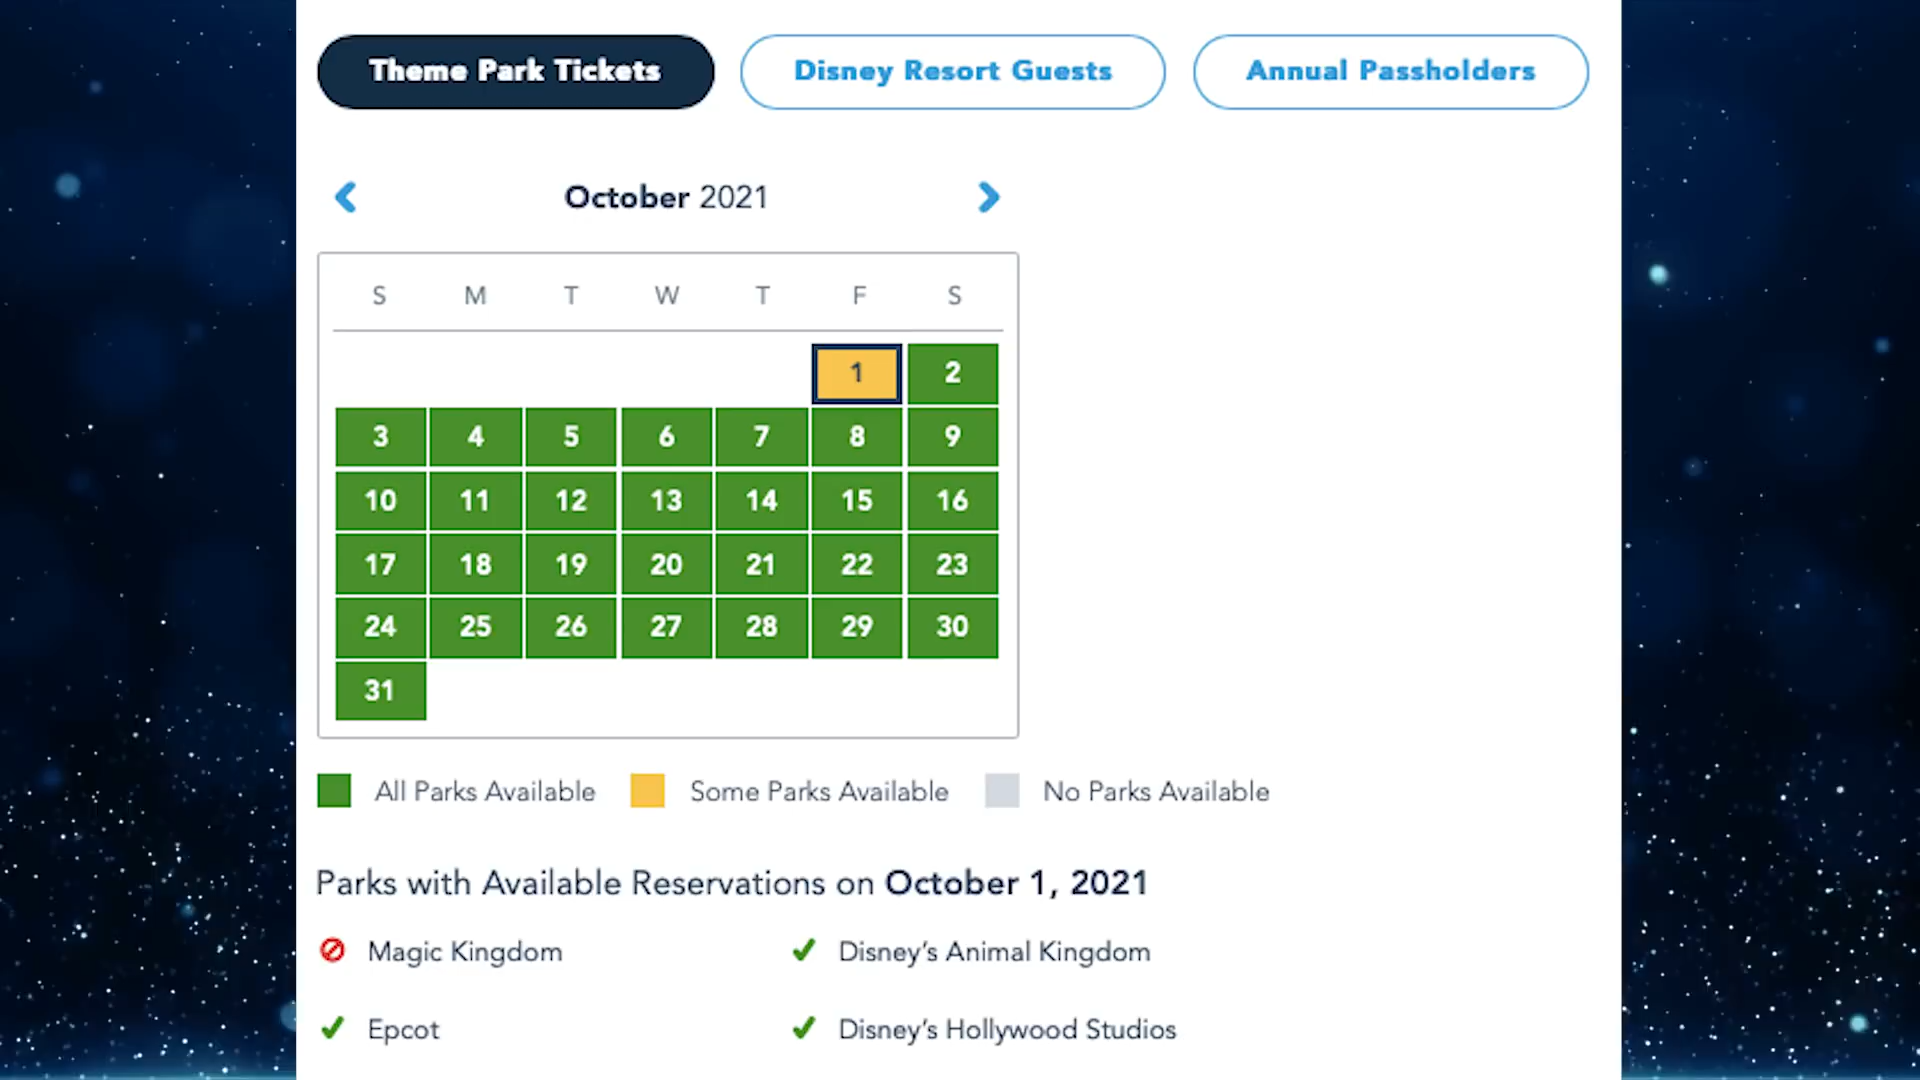 Theme Park Tickets Disney Resort Guests Annual Passholders
October 2021
S M T W T F S
1 2
3 4 5 6 7 8 9
10 11 12 13 14 15 16
17 18 19 20 21 22 23
24 25 26 27 28 29 30
31
All Parks Available Some Parks Available No Parks Available
Parks with Available Reservations on October 1, 2021
Magic Kingdom Disney's Animal Kingdom
Epcot Disney's Hollywood Studios